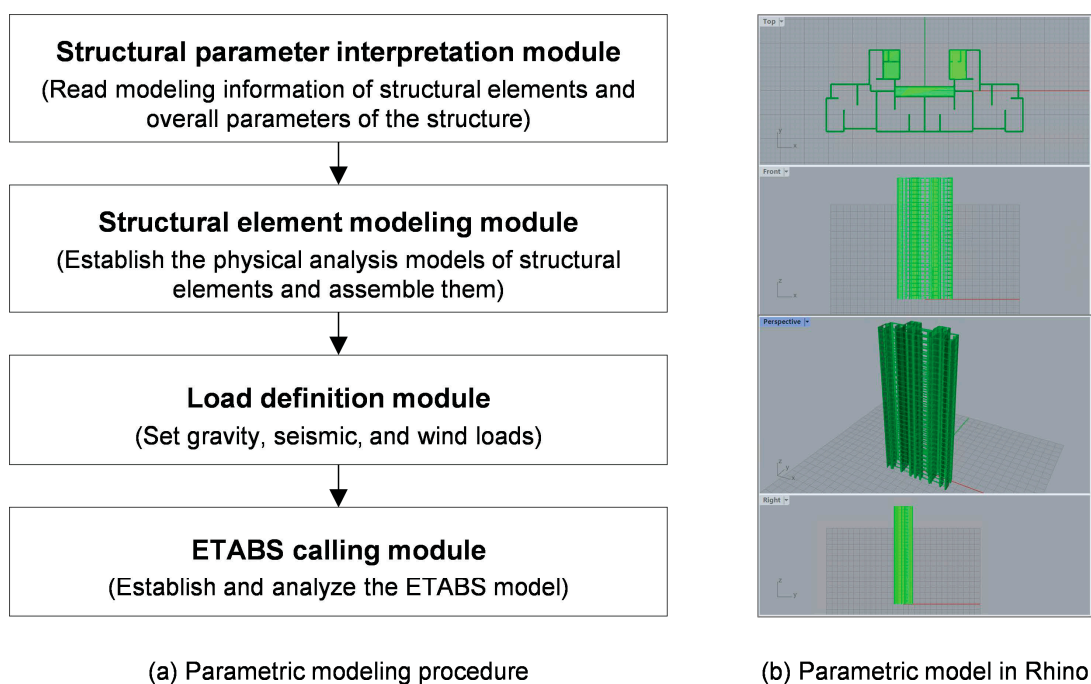 Structural parameter interpretation module
(Read modeling information of structural elements and
overall parameters of the structure)
Structural element modeling module
(Establish the physical analysis models of structural
elements and assemble them)
Load definition module
(Set gravity, seismic, and wind loads)
ETABS calling module
(Establish and analyze the ETABS model)
(a) Parametric modeling procedure
Top
y
x
Front
z
x
Perspective
z
y
x
Right
z
y
(b) Parametric model in Rhino